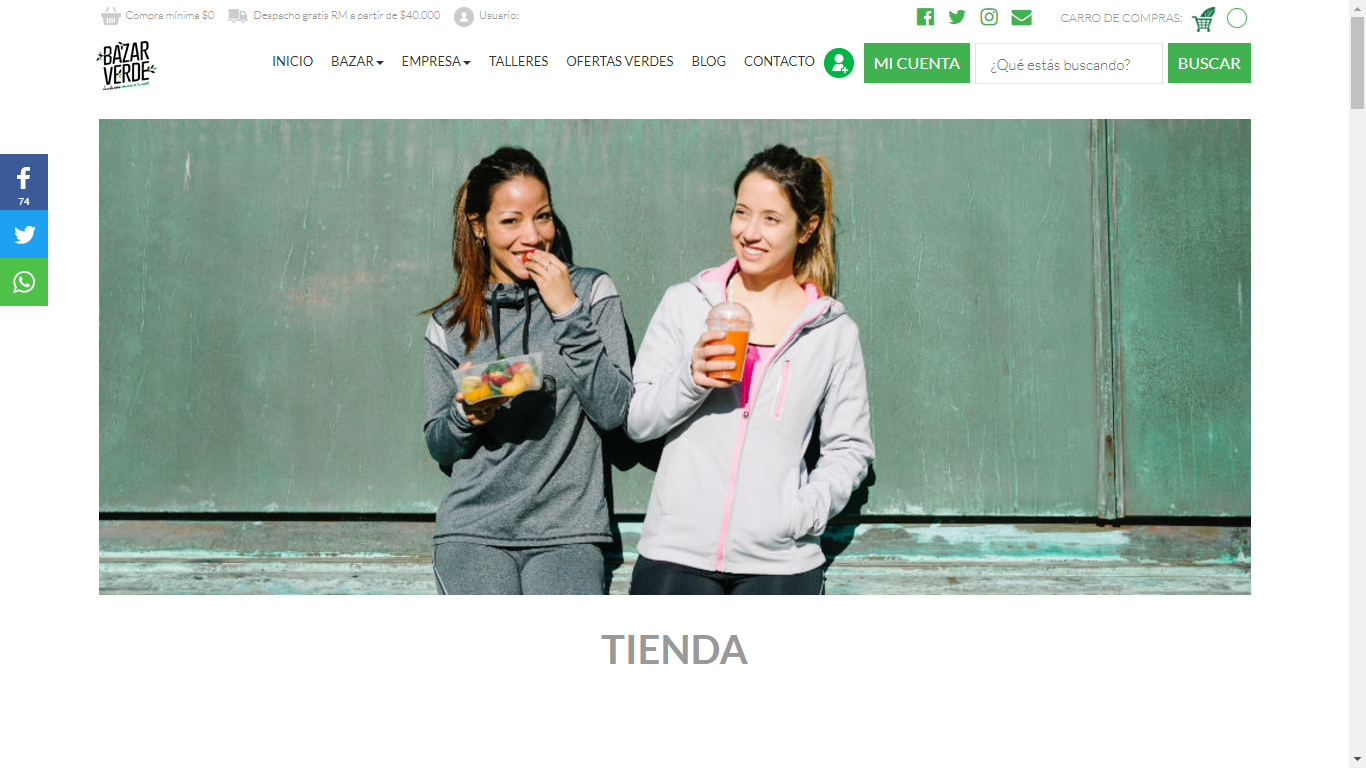 Compra mínima $0
Despacho gratis RM a partir de $40.000
Usuario:
CARRO DE COMPRAS:
BAZAR
VERDE
INICIO
BAZAR
EMPRESA
TALLERES
OFERTAS VERDES
BLOG
CONTACTO
MI CUENTA
¿Qué estás buscando?
BUSCAR
74
TIENDA